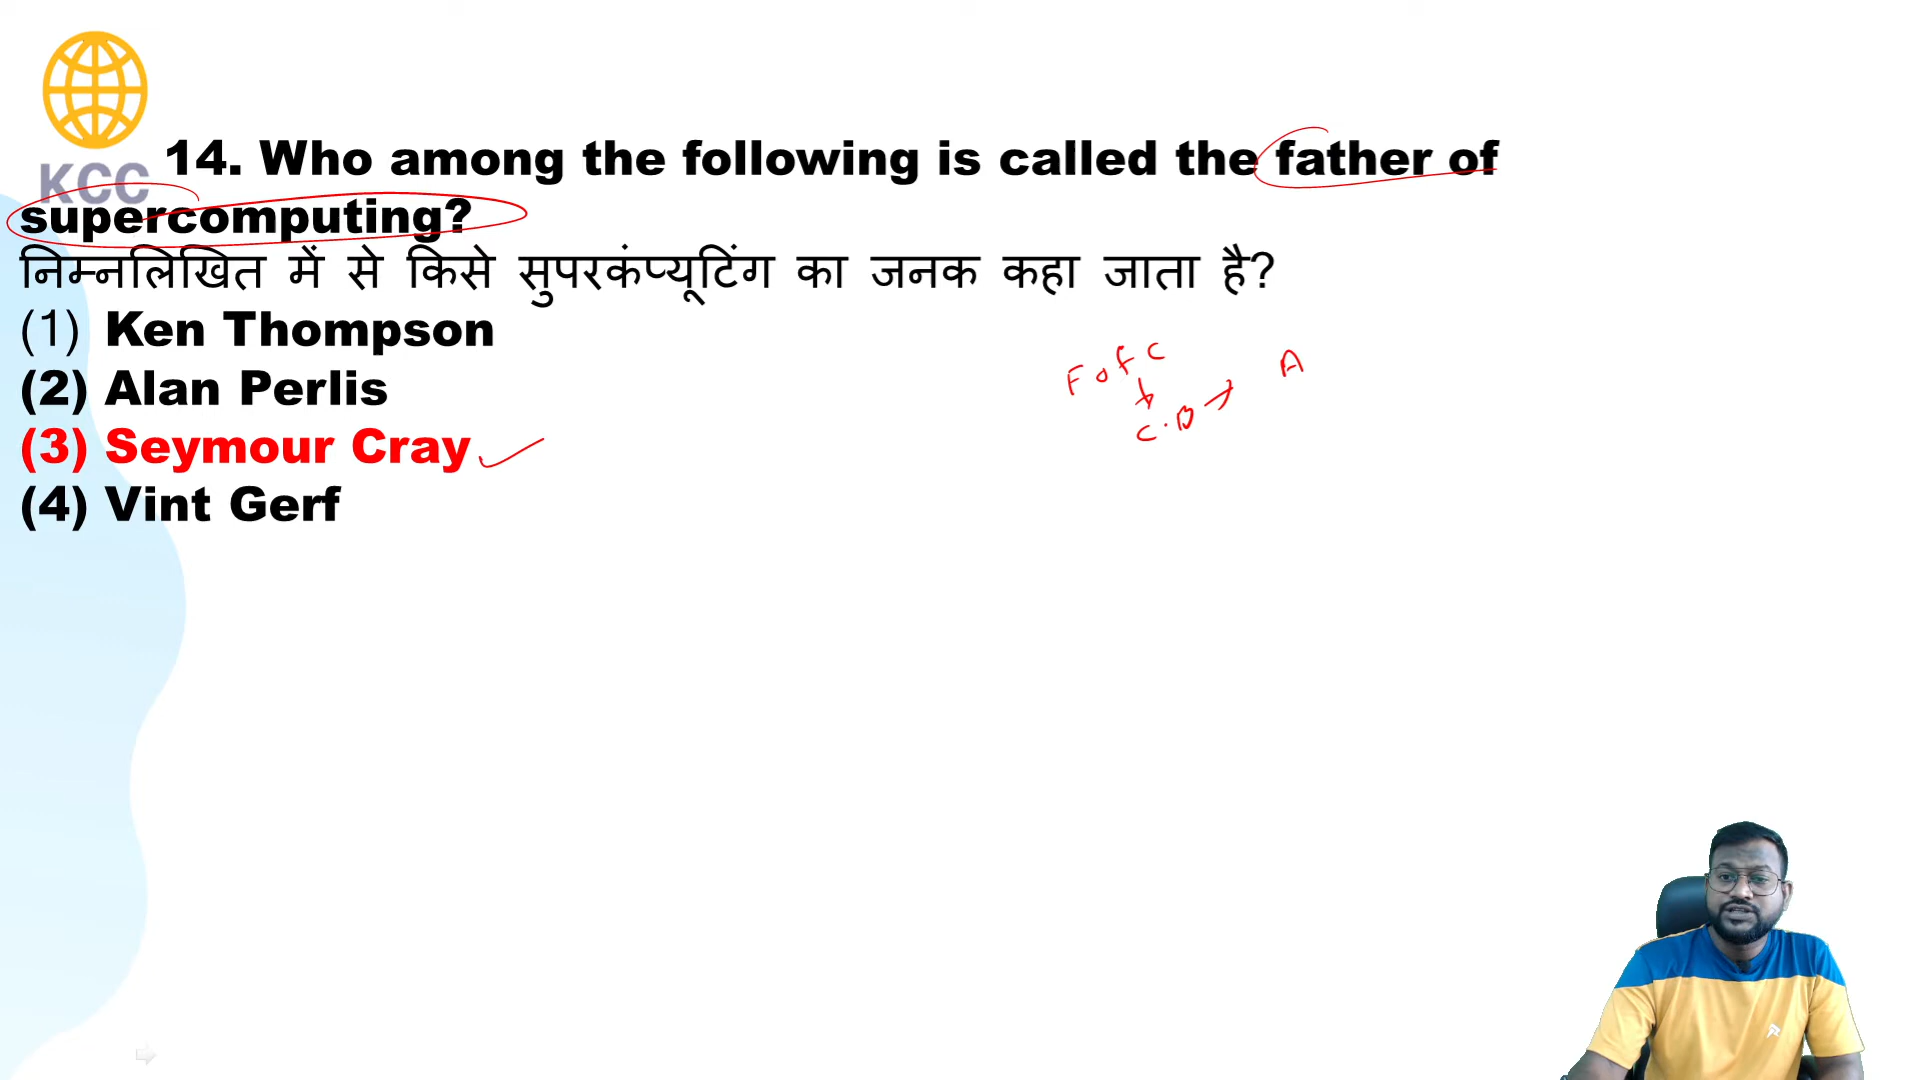 KCC
14. Who among the following is called the father of
supercomputing?
निम्नलिखित में से किसे सुपरकंप्यूटिंग का जनक कहा जाता है?
(1) Ken Thompson
(2) Alan Perlis
(3) Seymour Cray
(4) Vint Gerf
F of C
C.B → A